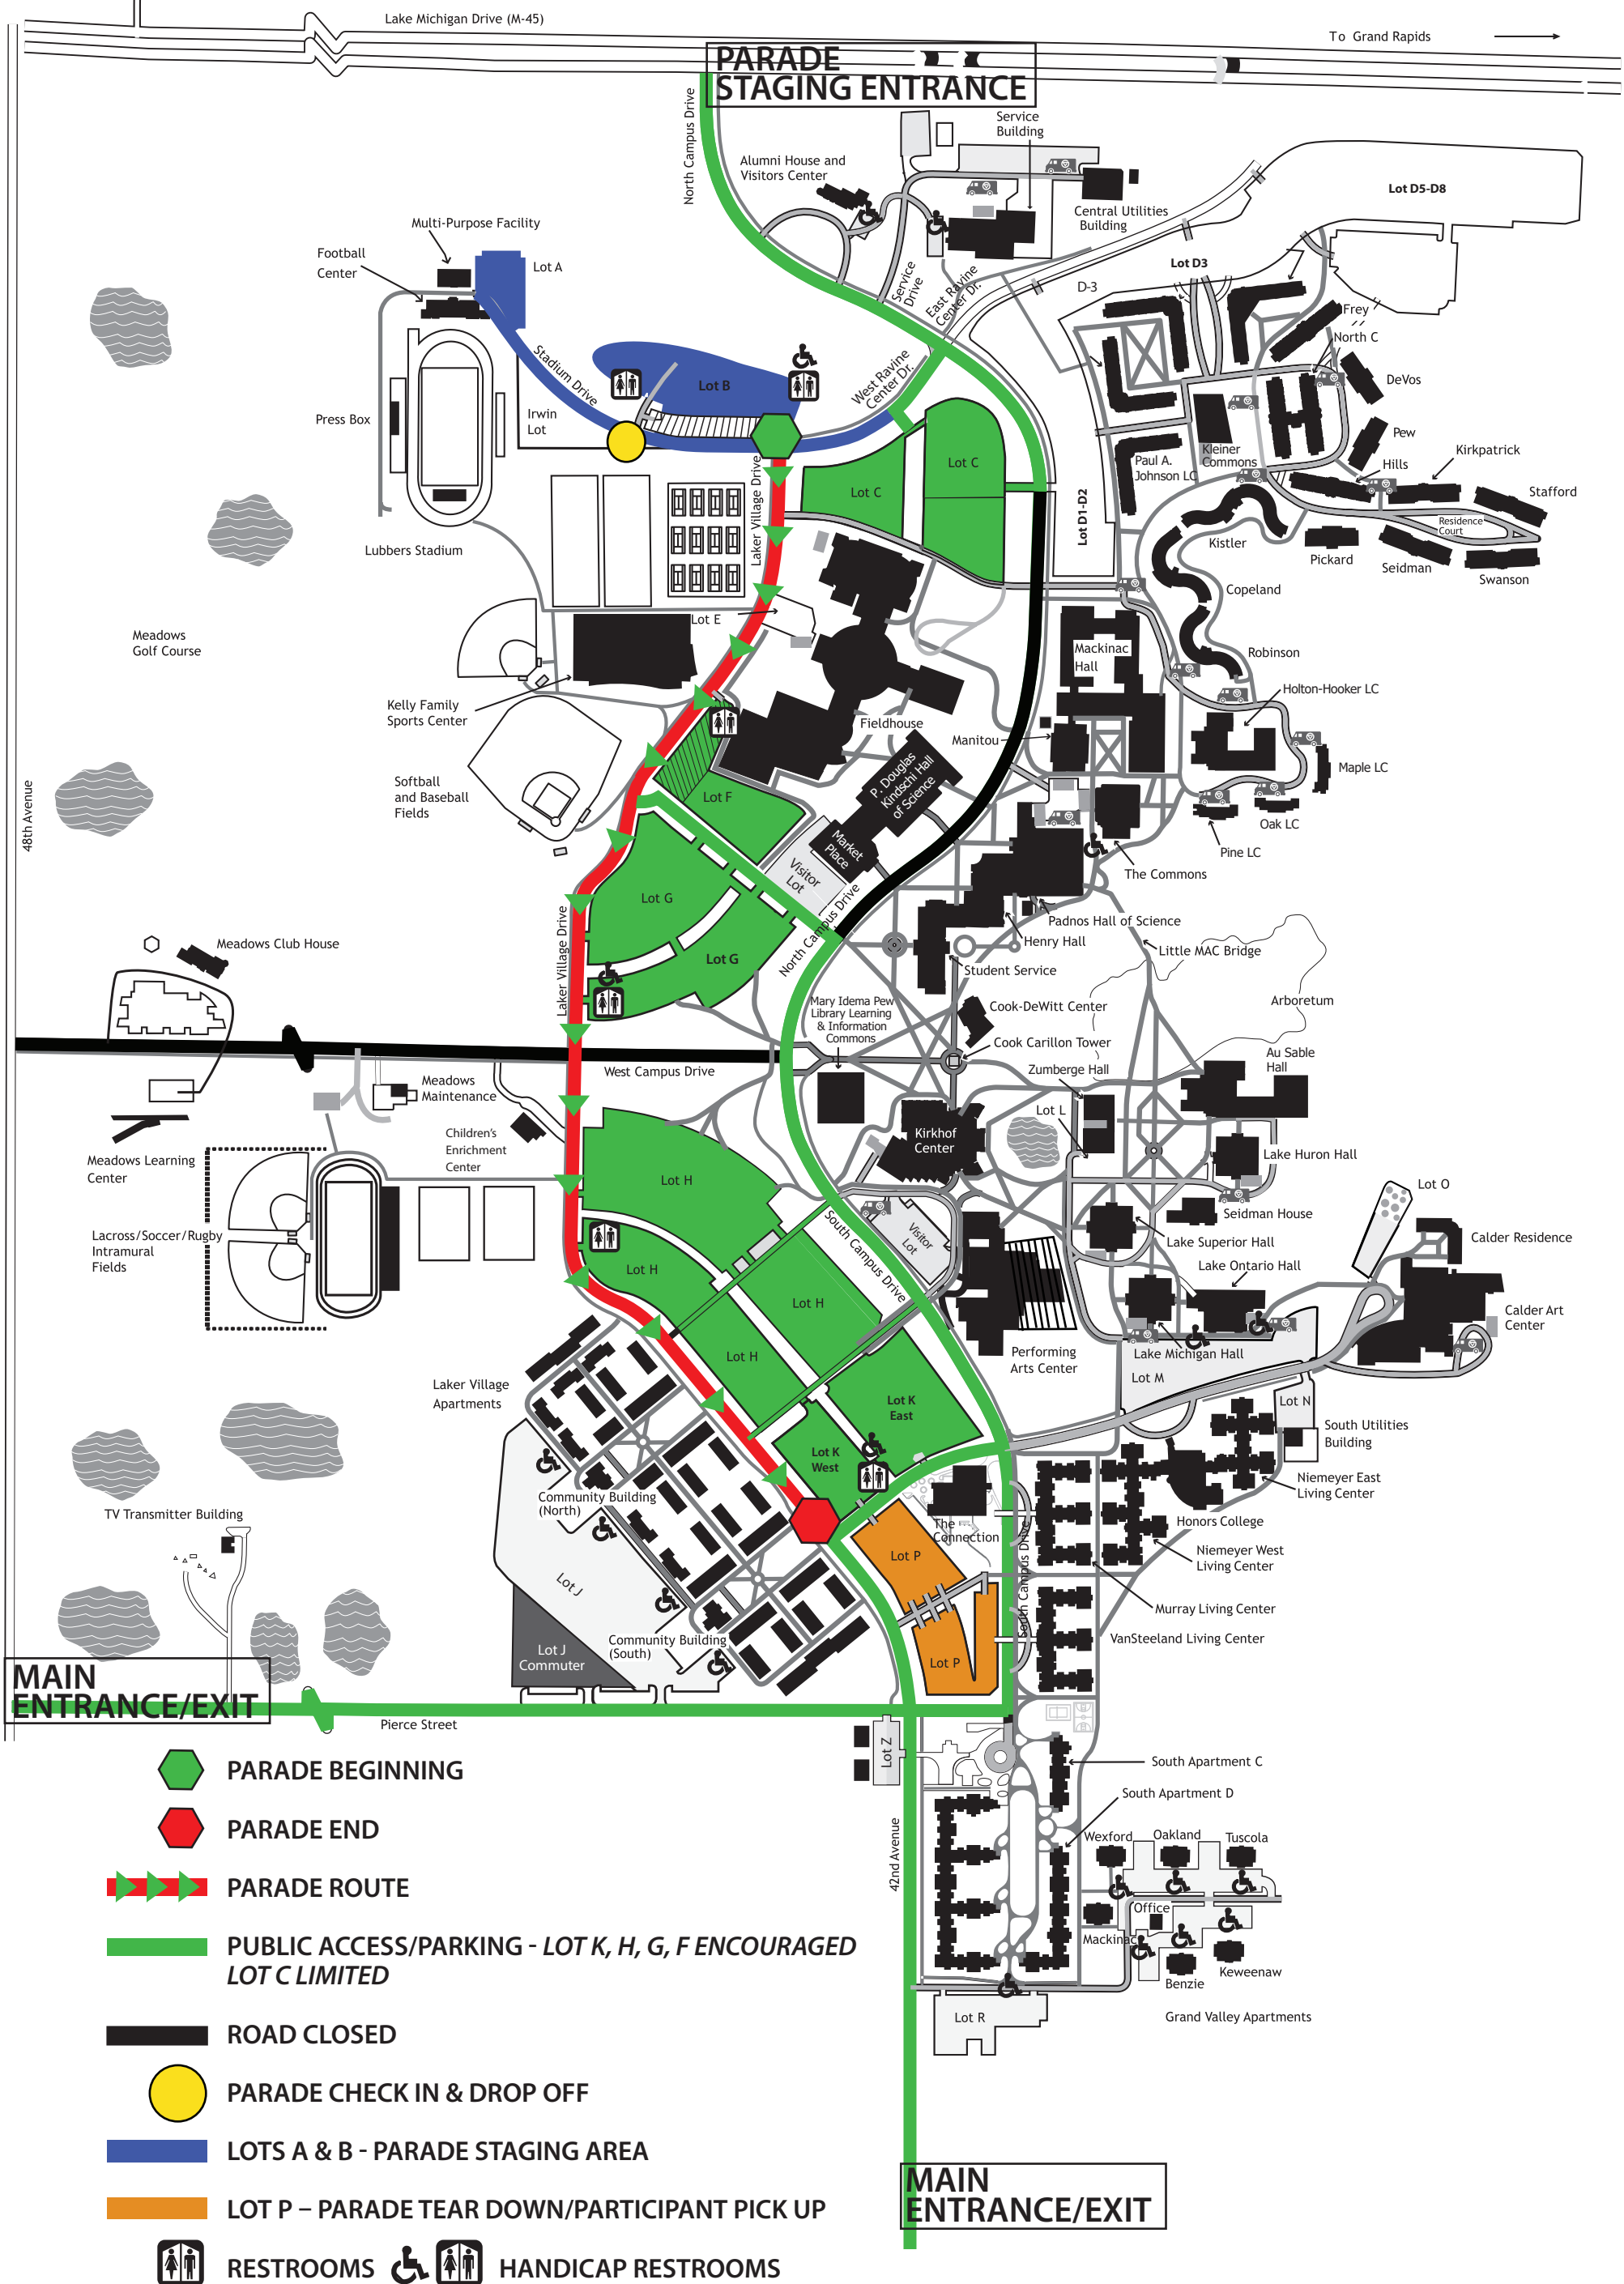 Lake Michigan Drive (M-45)
To Grand Rapids
PARADE
STAGING ENTRANCE
North Campus Drive
Service
Building
Alumni House and
Visitors Center
Lot D5-D8
Central Utilities
Building
Multi-Purpose Facility
Football
Center
Lot A
Lot D3
Service
Drive
East Ravine
Center Dr.
D-3
Frey
North C
DeVos
Stadium Drive
Lot B
West Ravine
Center Dr.
Press Box
Irwin
Lot
Pew
Kleiner
Commons
Kirkpatrick
Hills
Paul A.
Johnson LC
Lot C
Lot C
Stafford
Laker Village Drive
Lot D1-D2
Residence
Court
Kistler
Lubbers Stadium
Pickard
Seidman
Swanson
Copeland
Lot E
Meadows
Golf Course
Mackinac
Hall
Robinson
Holton-Hooker LC
Kelly Family
Sports Center
Fieldhouse
Manitou
P. Douglas
Kindschi Hall
of Science
Maple LC
Softball
and Baseball
Fields
Lot F
48th Avenue
Oak LC
Market
Place
Pine LC
Visitor
Lot
The Commons
Lot G
Padnos Hall of Science
Laker Village Drive
North Campus Drive
Henry Hall
Meadows Club House
Little MAC Bridge
Lot G
Student Service
Mary Idema Pew
Library Learning
& Information
Commons
Cook-DeWitt Center
Arboretum
Cook Carillon Tower
Au Sable
Hall
West Campus Drive
Zumberge Hall
Meadows
Maintenance
Lot L
Children's
Enrichment
Center
Kirkhof
Center
Meadows Learning
Center
Lake Huron Hall
Lot H
Lot O
Seidman House
Lacross/Soccer/Rugby
Intramural
Fields
South Campus Drive
Visitor
Lot
Lake Superior Hall
Calder Residence
Lot H
Lake Ontario Hall
Lot H
Calder Art
Center
Lot H
Performing
Arts Center
Lake Michigan Hall
Lot M
Laker Village
Apartments
Lot K
East
Lot N
South Utilities
Building
Lot K
West
Niemeyer East
Living Center
Community Building
(North)
TV Transmitter Building
The
Connection
Honors College
Lot P
South Campus Drive
Niemeyer West
Living Center
Lot J
Murray Living Center
Community Building
(South)
VanSteeland Living Center
Lot J
Commuter
Lot P
MAIN
ENTRANCE/EXIT
Pierce Street
Lot Z
PARADE BEGINNING
South Apartment C
South Apartment D
PARADE END
42nd Avenue
Wexford
Oakland
Tuscola
PARADE ROUTE
Office
Mackinac
PUBLIC ACCESS/PARKING - LOT K, H, G, F ENCOURAGED
LOT C LIMITED
Keweenaw
Benzie
Lot R
Grand Valley Apartments
ROAD CLOSED
PARADE CHECK IN & DROP OFF
LOTS A & B - PARADE STAGING AREA
MAIN
ENTRANCE/EXIT
LOT P – PARADE TEAR DOWN/PARTICIPANT PICK UP
RESTROOMS
HANDICAP RESTROOMS